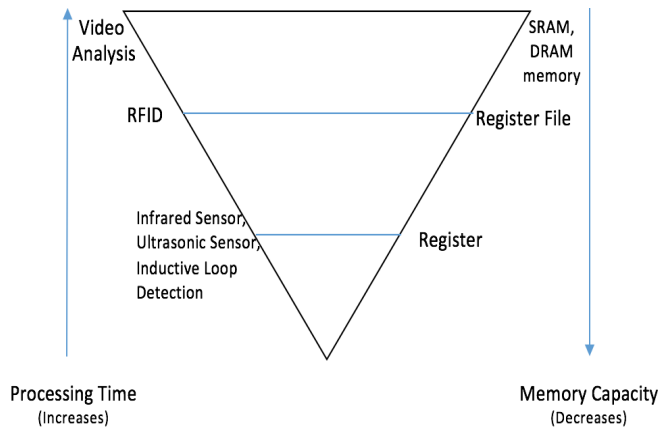 Video
Analysis
SRAM,
DRAM
memory
RFID
Register File
Infrared Sensor,
Ultrasonic Sensor,
Inductive Loop
Detection
Register
Processing Time
(Increases)
Memory Capacity
(Decreases)